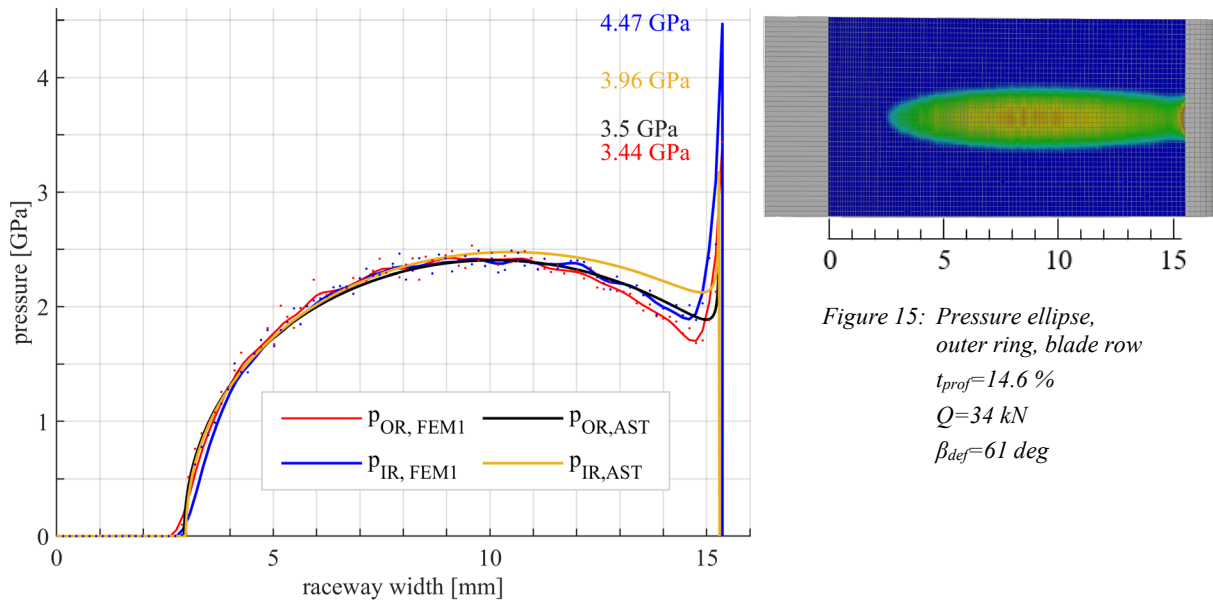 4.47 GPa
3.96 GPa
3.5 GPa
3.44 GPa
pressure [GPa]
4
3
2
1
0
p_OR, FEM1
p_OR,AST
p_IR, FEM1
p_IR,AST
0 5 10 15
raceway width [mm]
0 5 10 15
Figure 15: Pressure ellipse,
outer ring, blade row
t_prof=14.6 %
Q=34 kN
β_def=61 deg